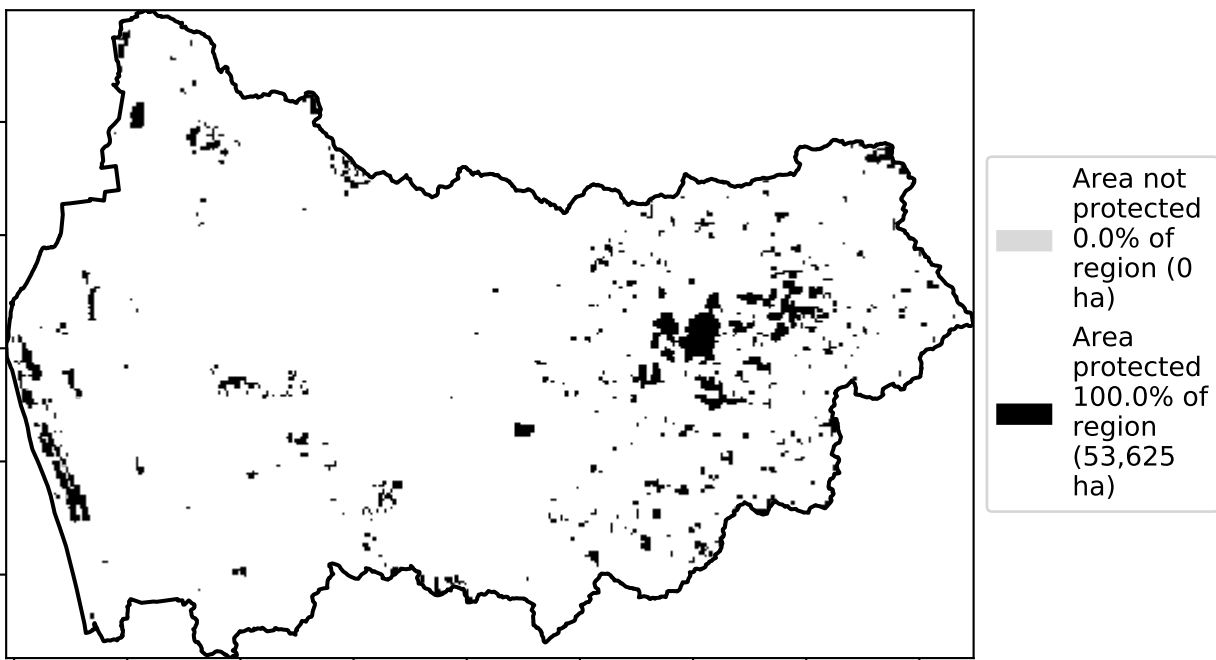 Area not
protected
0.0% of
region (0
ha)
Area
protected
100.0% of
region
(53,625
ha)